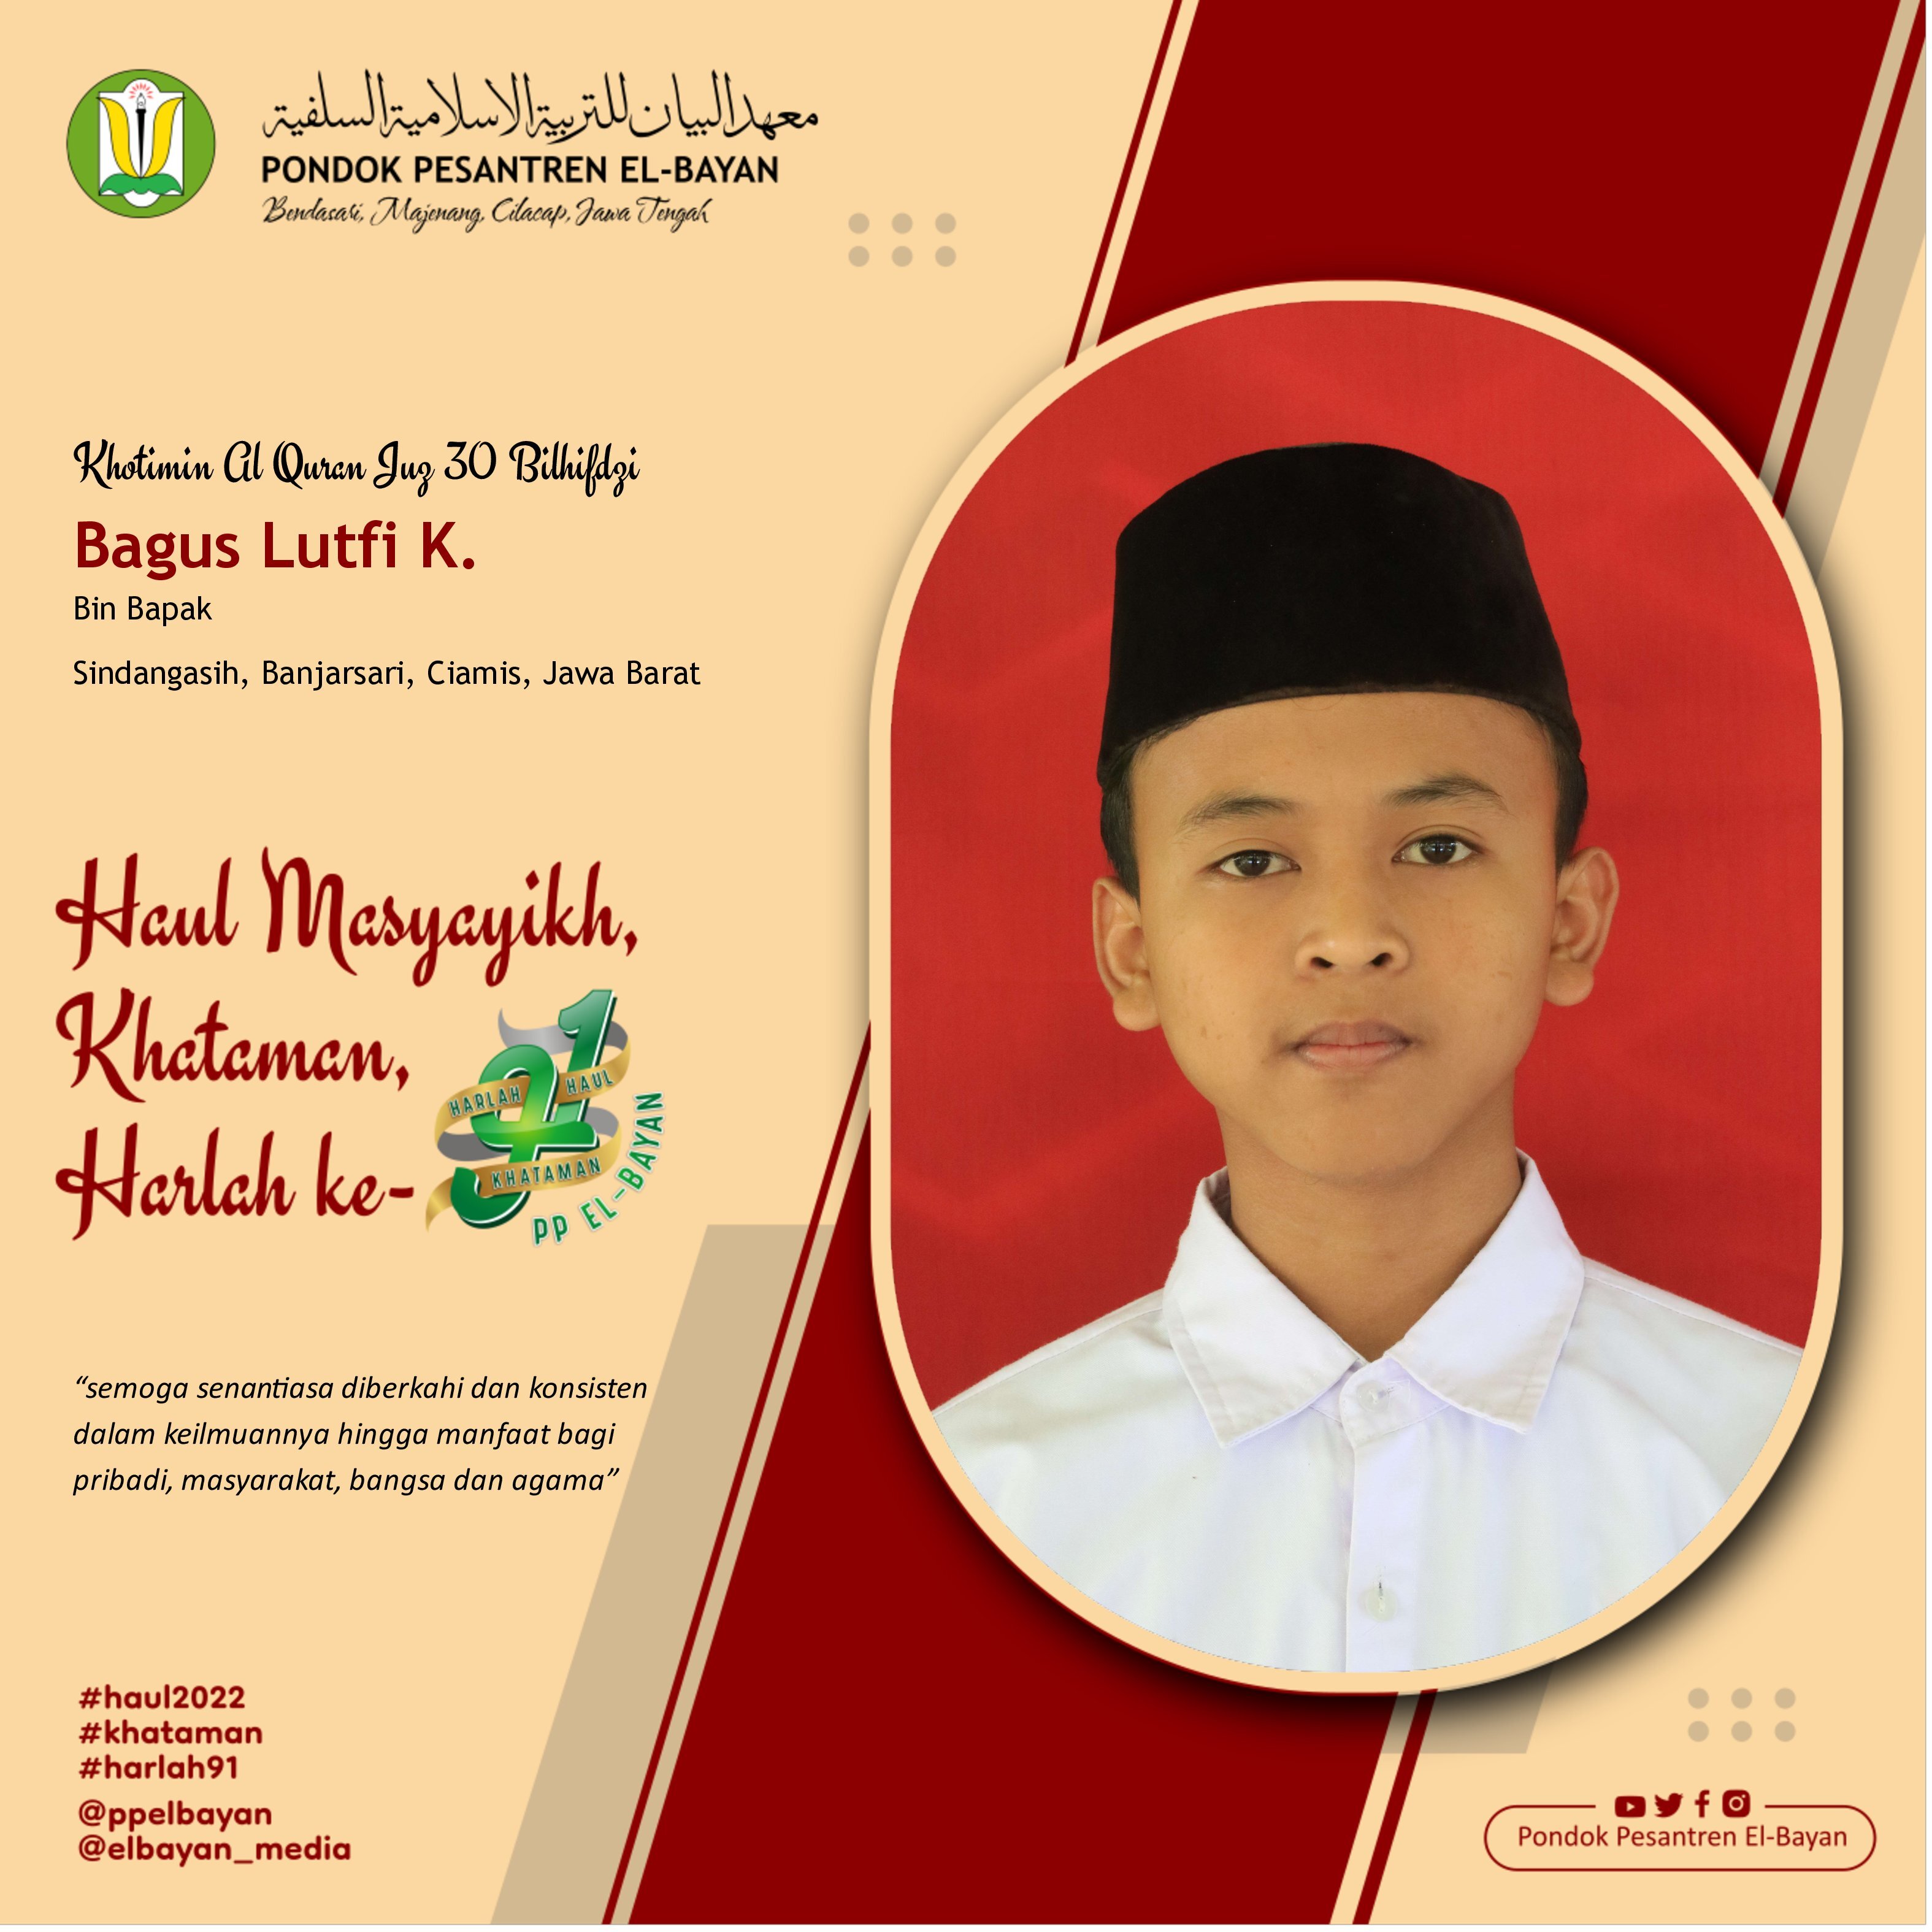 معهد البيان للتربية الاسلامية السلفية
PONDOK PESANTREN EL-BAYAN
Bendasari, Majenang, Cilacap, Jawa Tengah
Khotimin Al Quran Juz 30 Bilhifdzi
Bagus Lutfi K.
Bin Bapak
Sindangasih, Banjarsari, Ciamis, Jawa Barat
Haul Masyayikh,
Khataman,
Harlah ke-
91
HARLAH HAUL
KHATAMAN
PP EL-BAYAN
“semoga senantiasa diberkahi dan konsisten
dalam keilmuannya hingga manfaat bagi
pribadi, masyarakat, bangsa dan agama”
#haul2022
#khataman
#harlah91
@ppelbayan
@elbayan_media
Pondok Pesantren El-Bayan